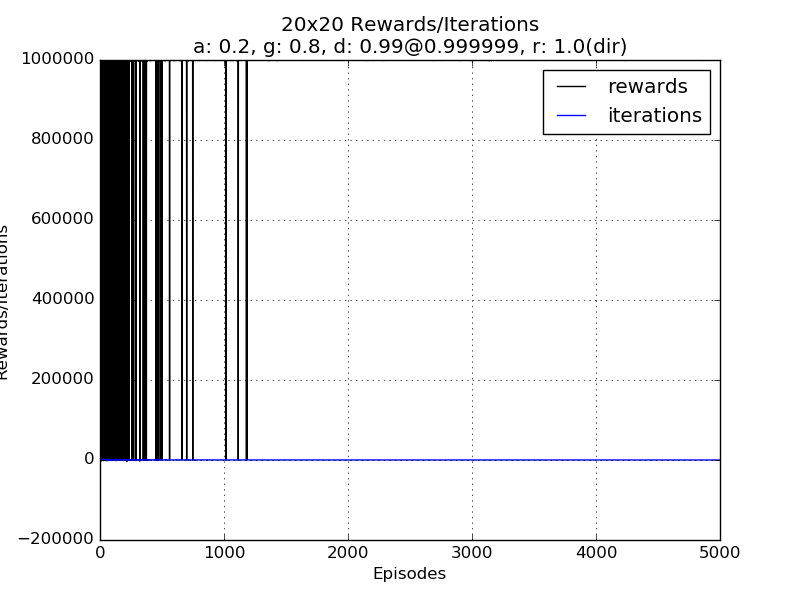 20x20 Rewards/Iterations
a: 0.2, g: 0.8, d: 0.99@0.999999, r: 1.0(dir)
1000000
800000
600000
400000
200000
0
−200000
Rewards/Iterations
rewards
iterations
0 1000 2000 3000 4000 5000
Episodes